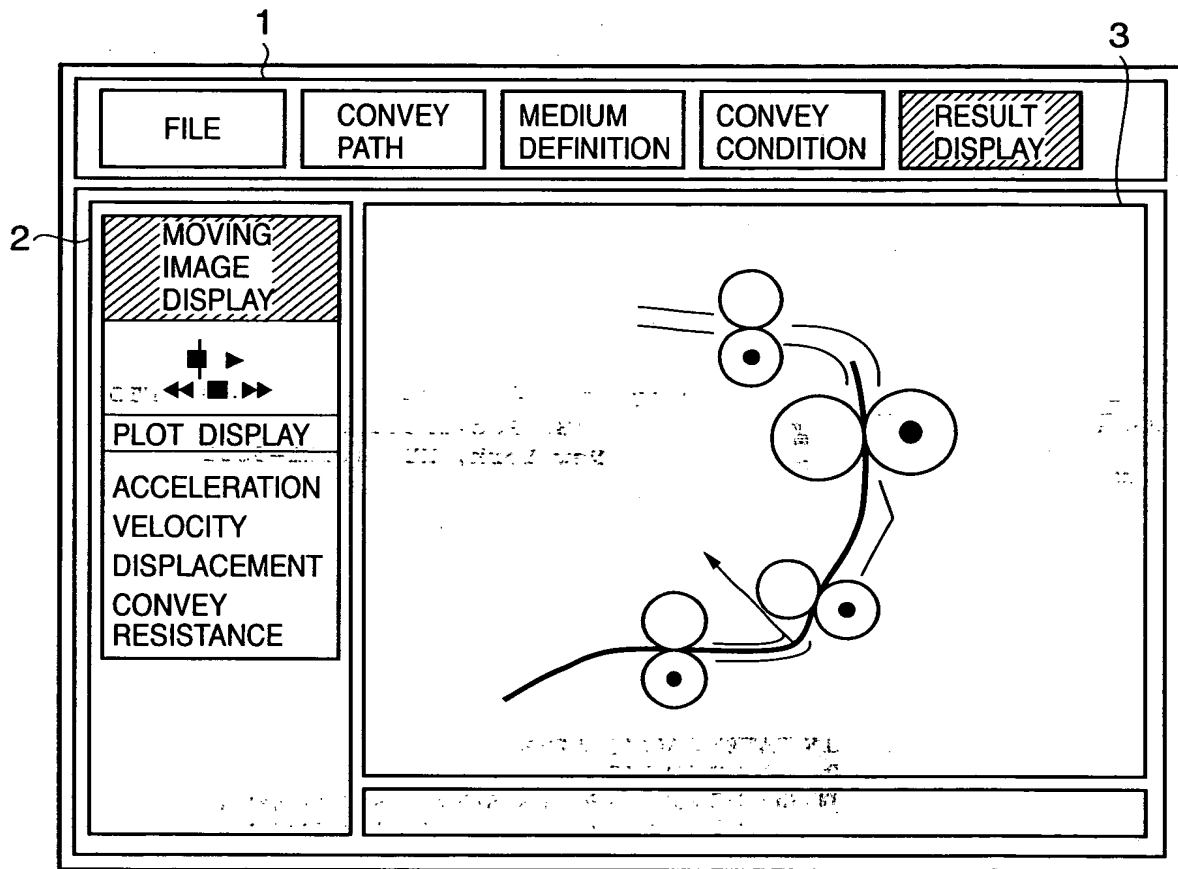 1
3
FILE
CONVEY
PATH
MEDIUM
DEFINITION
CONVEY
CONDITION
RESULT
DISPLAY
2
MOVING
IMAGE
DISPLAY
PLOT DISPLAY
ACCELERATION
VELOCITY
DISPLACEMENT
CONVEY
RESISTANCE